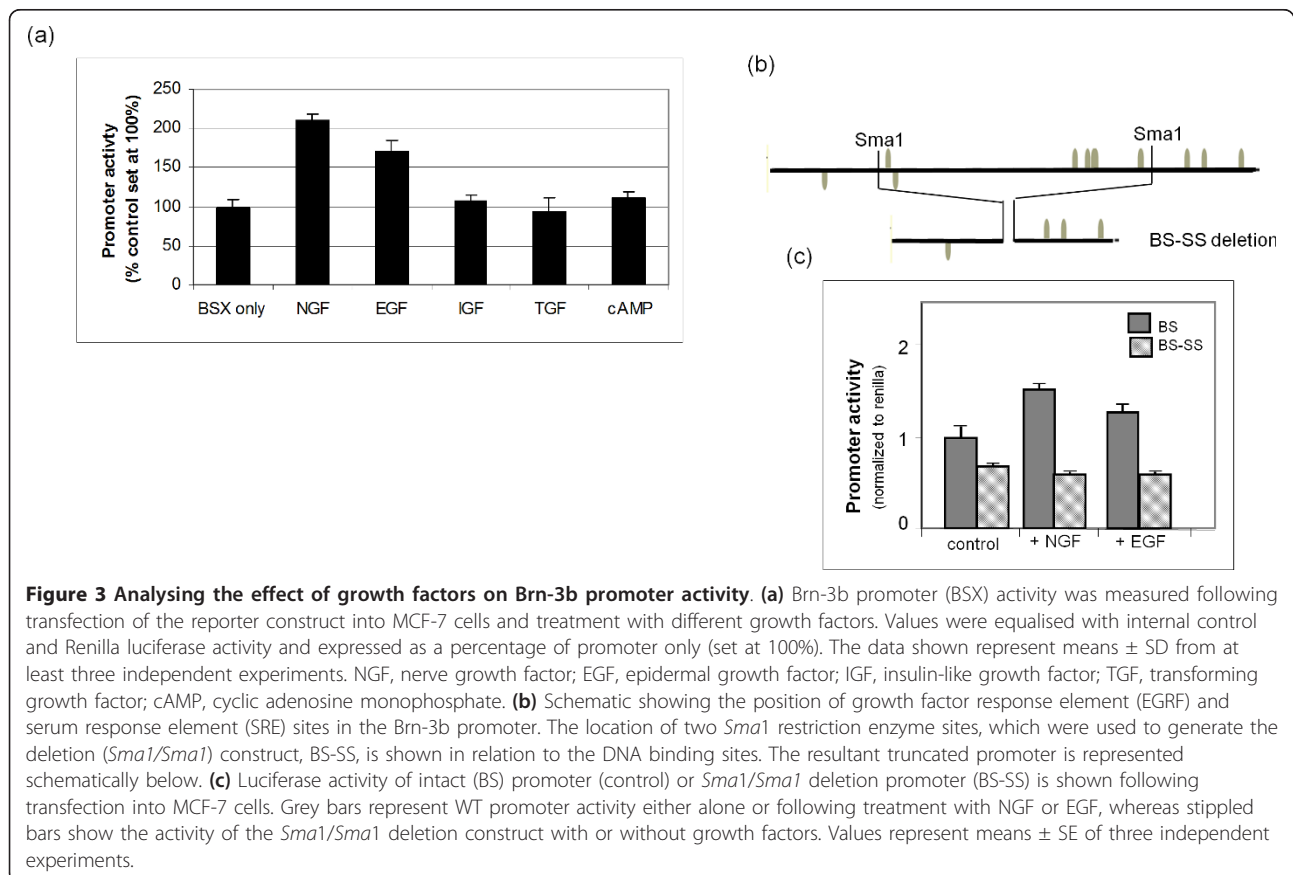 (a)
250
200
150
100
50
0
Promoter activty
(% control set at 100%)
BSX only NGF EGF IGF TGF cAMP
(b)
Sma1 Sma1
BS-SS deletion
(c)
BS
BS-SS
2
1
0
Promoter activity
(normalized to renilla)
control + NGF + EGF
Figure 3 Analysing the effect of growth factors on Brn-3b promoter activity. (a) Brn-3b promoter (BSX) activity was measured following
transfection of the reporter construct into MCF-7 cells and treatment with different growth factors. Values were equalised with internal control
and Renilla luciferase activity and expressed as a percentage of promoter only (set at 100%). The data shown represent means ± SD from at
least three independent experiments. NGF, nerve growth factor; EGF, epidermal growth factor; IGF, insulin-like growth factor; TGF, transforming
growth factor; cAMP, cyclic adenosine monophosphate. (b) Schematic showing the position of growth factor response element (EGRF) and
serum response element (SRE) sites in the Brn-3b promoter. The location of two Sma1 restriction enzyme sites, which were used to generate the
deletion (Sma1/Sma1) construct, BS-SS, is shown in relation to the DNA binding sites. The resultant truncated promoter is represented
schematically below. (c) Luciferase activity of intact (BS) promoter (control) or Sma1/Sma1 deletion promoter (BS-SS) is shown following
transfection into MCF-7 cells. Grey bars represent WT promoter activity either alone or following treatment with NGF or EGF, whereas stippled
bars show the activity of the Sma1/Sma1 deletion construct with or without growth factors. Values represent means ± SE of three independent
experiments.